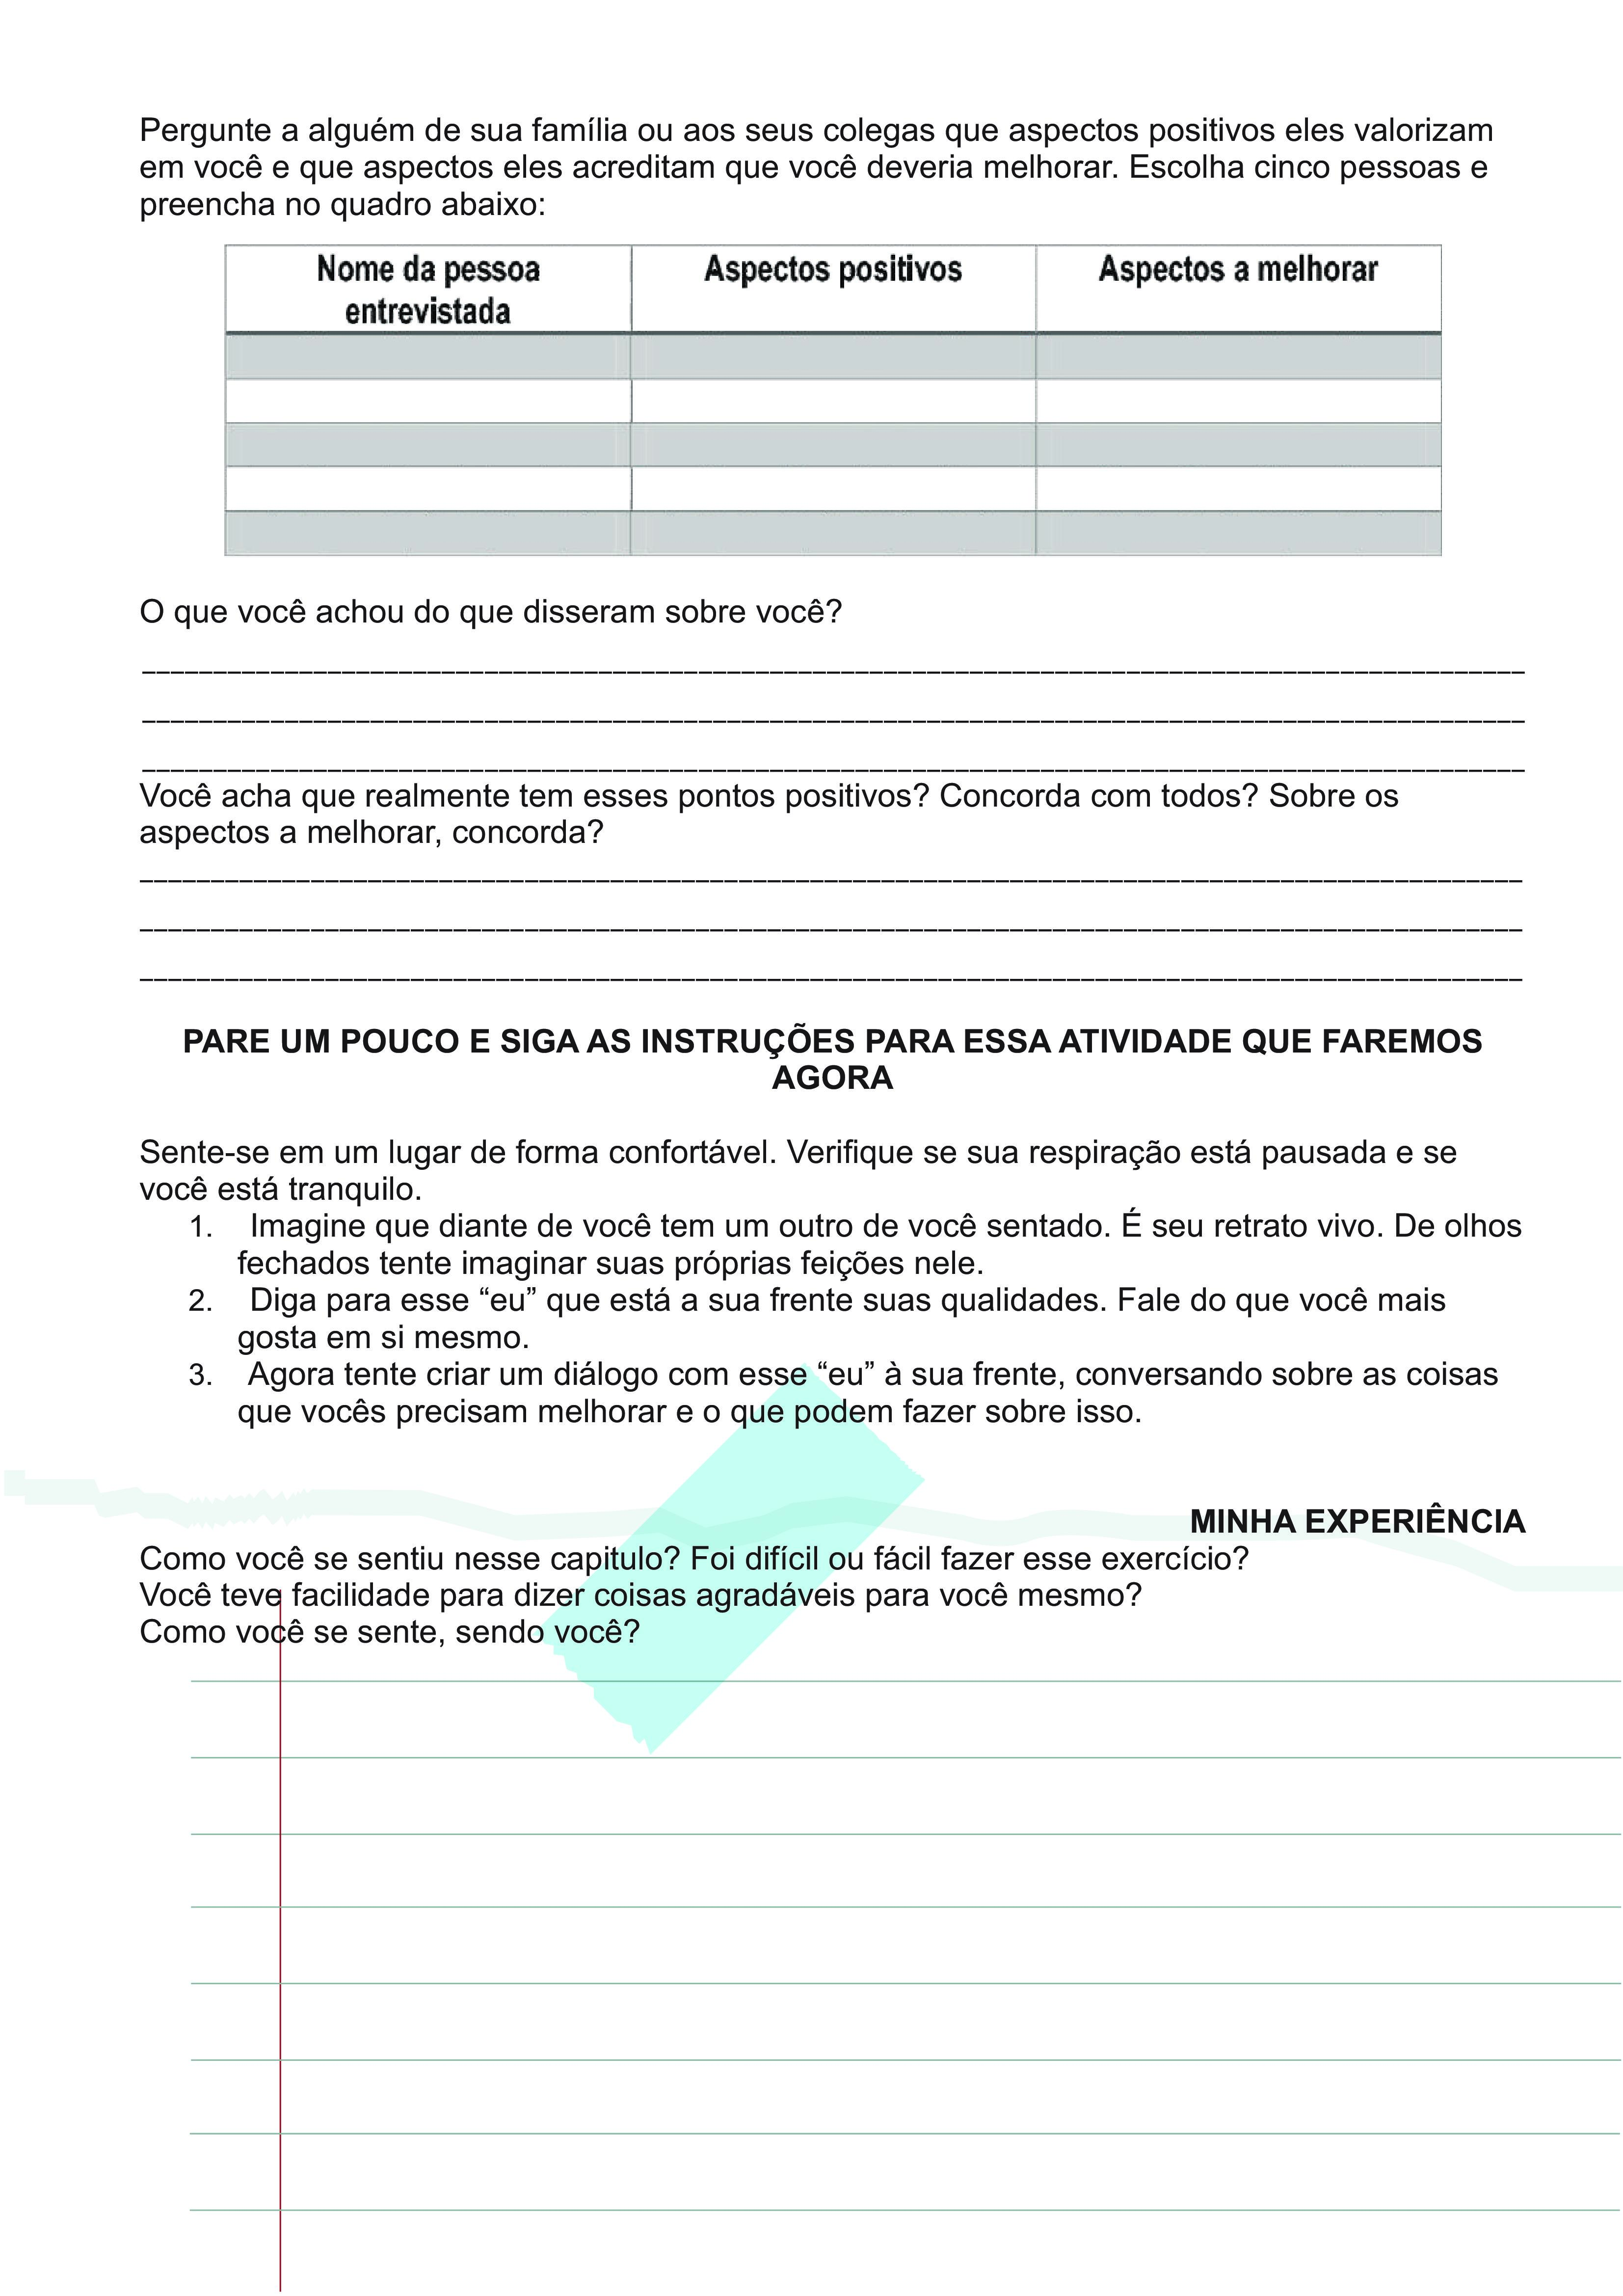 Pergunte a alguém de sua família ou aos seus colegas que aspectos positivos eles valorizam
em você e que aspectos eles acreditam que você deveria melhorar. Escolha cinco pessoas e
preencha no quadro abaixo:
Nome da pessoa entrevistada
Aspectos positivos
Aspectos a melhorar
O que você achou do que disseram sobre você?
Você acha que realmente tem esses pontos positivos? Concorda com todos? Sobre os
aspectos a melhorar, concorda?
PARE UM POUCO E SIGA AS INSTRUÇÕES PARA ESSA ATIVIDADE QUE FAREMOS
AGORA
Sente-se em um lugar de forma confortável. Verifique se sua respiração está pausada e se
você está tranquilo.
1. Imagine que diante de você tem um outro de você sentado. É seu retrato vivo. De olhos
fechados tente imaginar suas próprias feições nele.
2. Diga para esse “eu” que está a sua frente suas qualidades. Fale do que você mais
gosta em si mesmo.
3. Agora tente criar um diálogo com esse “eu” à sua frente, conversando sobre as coisas
que vocês precisam melhorar e o que podem fazer sobre isso.
MINHA EXPERIÊNCIA
Como você se sentiu nesse capitulo? Foi difícil ou fácil fazer esse exercício?
Você teve facilidade para dizer coisas agradáveis para você mesmo?
Como você se sente, sendo você?